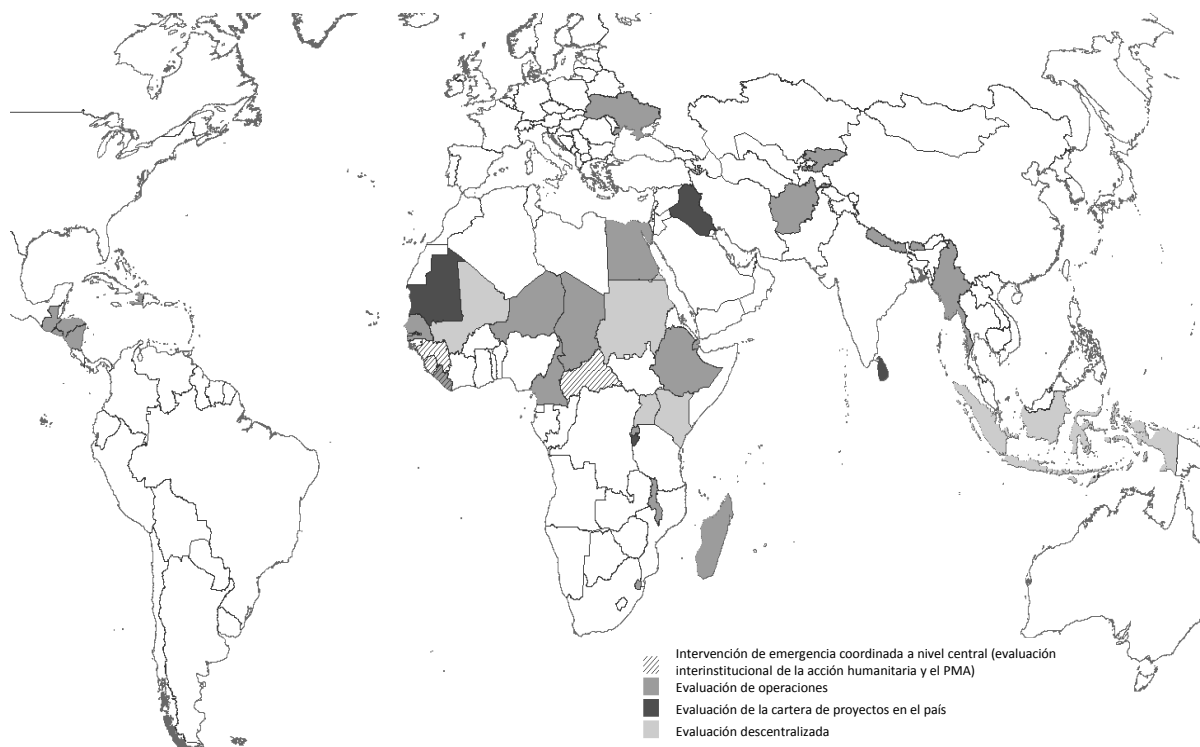 Intervención de emergencia coordinada a nivel central (evaluación
interinstitucional de la acción humanitaria y el PMA)
Evaluación de operaciones
Evaluación de la cartera de proyectos en el país
Evaluación descentralizada